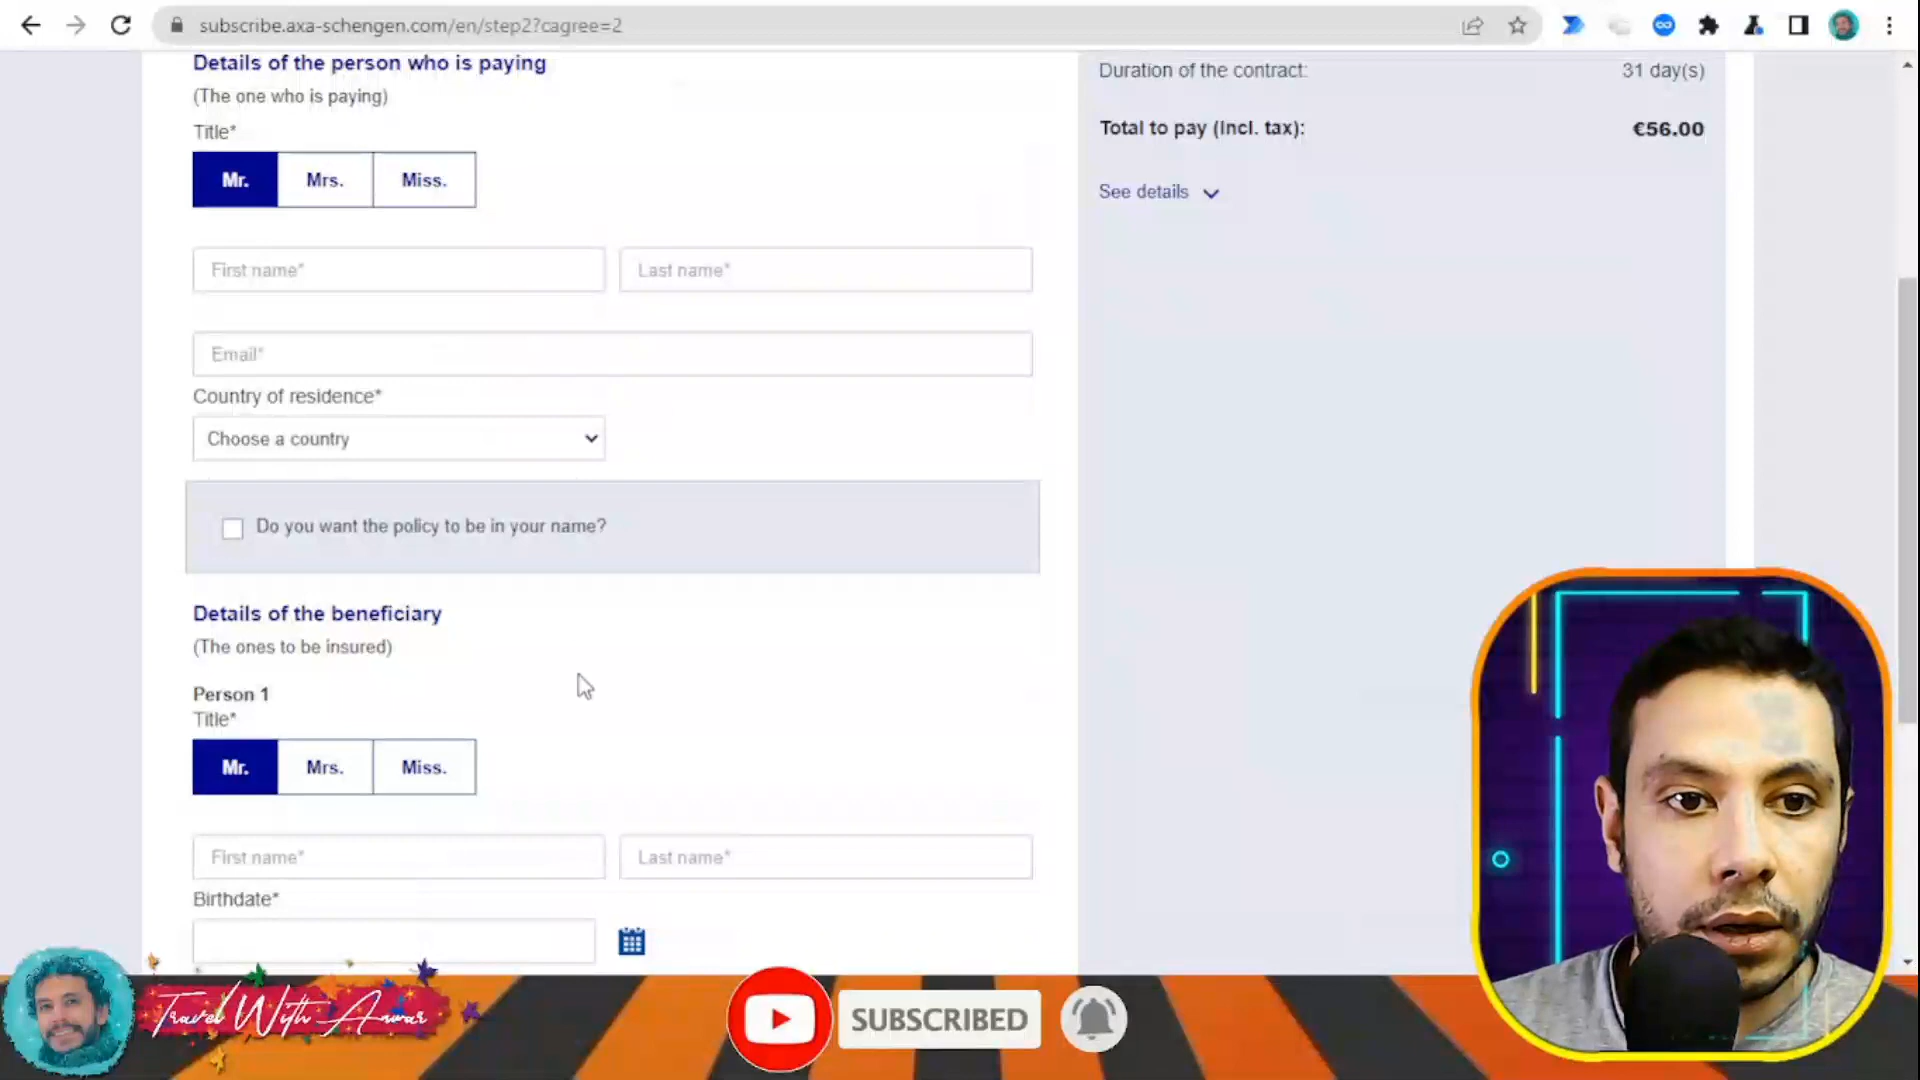 subscribe.axa-schengen.com/en/step2?cagree=2
Details of the person who is paying
(The one who is paying)
Title*
Mr. Mrs. Miss.
First name* Last name*
Email*
Country of residence*
Choose a country
Do you want the policy to be in your name?
Details of the beneficiary
(The ones to be insured)
Person 1
Title*
Mr. Mrs. Miss.
First name* Last name*
Birthdate*
Duration of the contract: 31 day(s)
Total to pay (incl. tax): €56.00
See details
Travel With Anwar
SUBSCRIBED